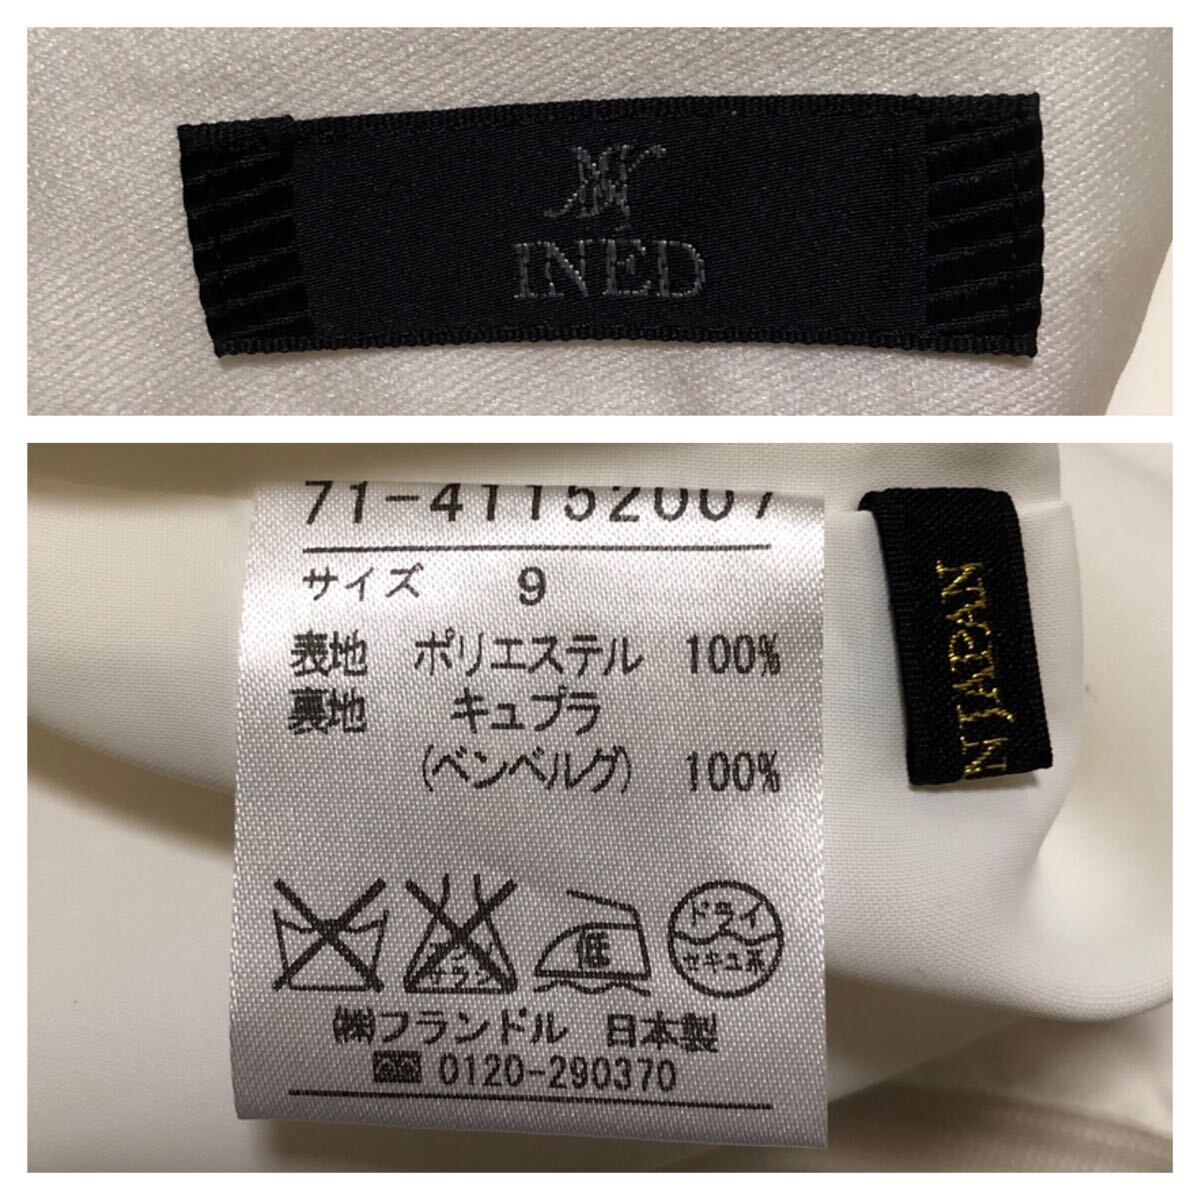 INED
71-41152007
サイズ 9
表地 ポリエステル 100%
裏地 キュプラ
(ベンベルグ) 100%
低
ドライ
セキユ系
㈱フランドル 日本製
0120-290370
N JAPAN